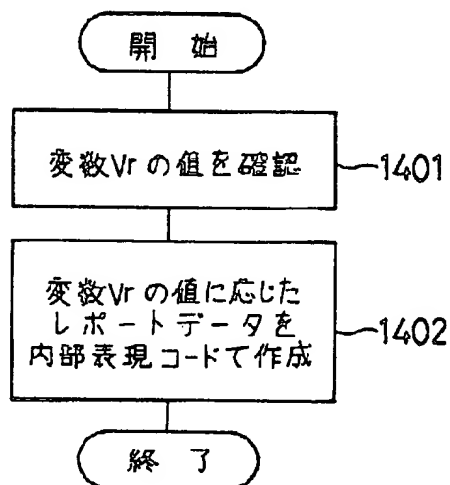 開 始
変数Vrの値を確認
1401
変数Vrの値に応じた
レポートデータを
内部表現コードで作成
1402
終 了